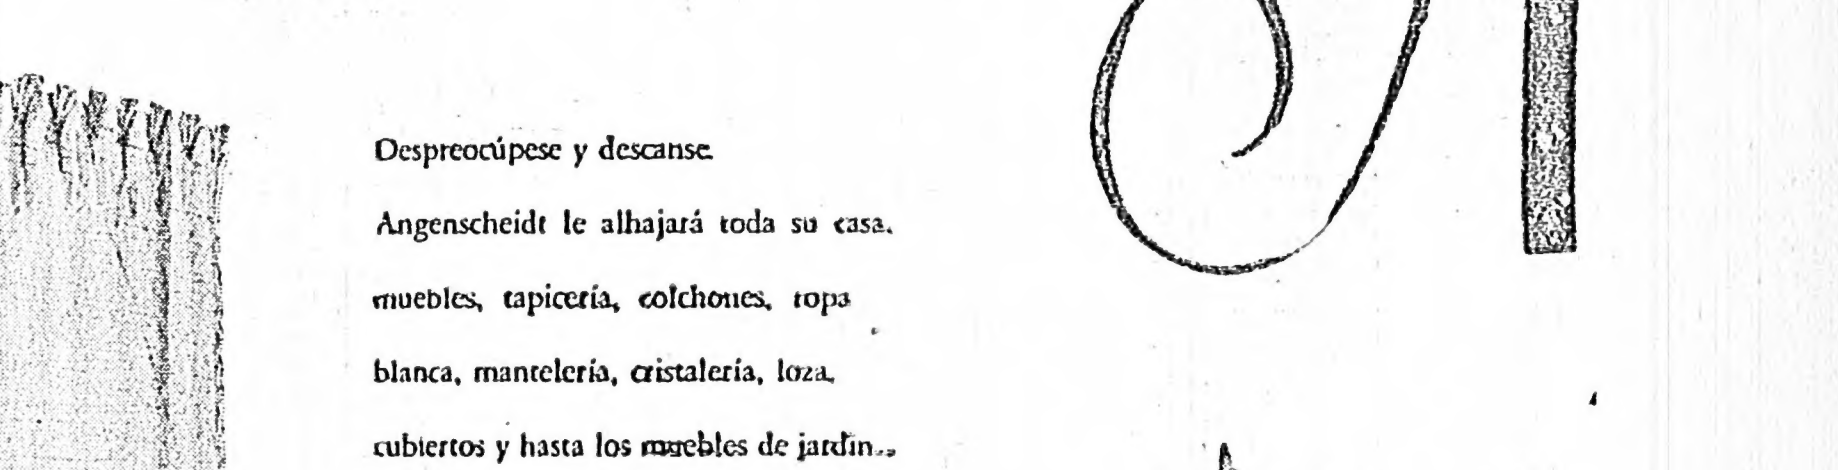 Despreocúpese y descanse.
Angenscheidt le alhajará toda su casa.
muebles, tapicería, colchones, ropa
blanca, mantelería, cristalería, loza,
cubiertos y hasta los muebles de jardín...